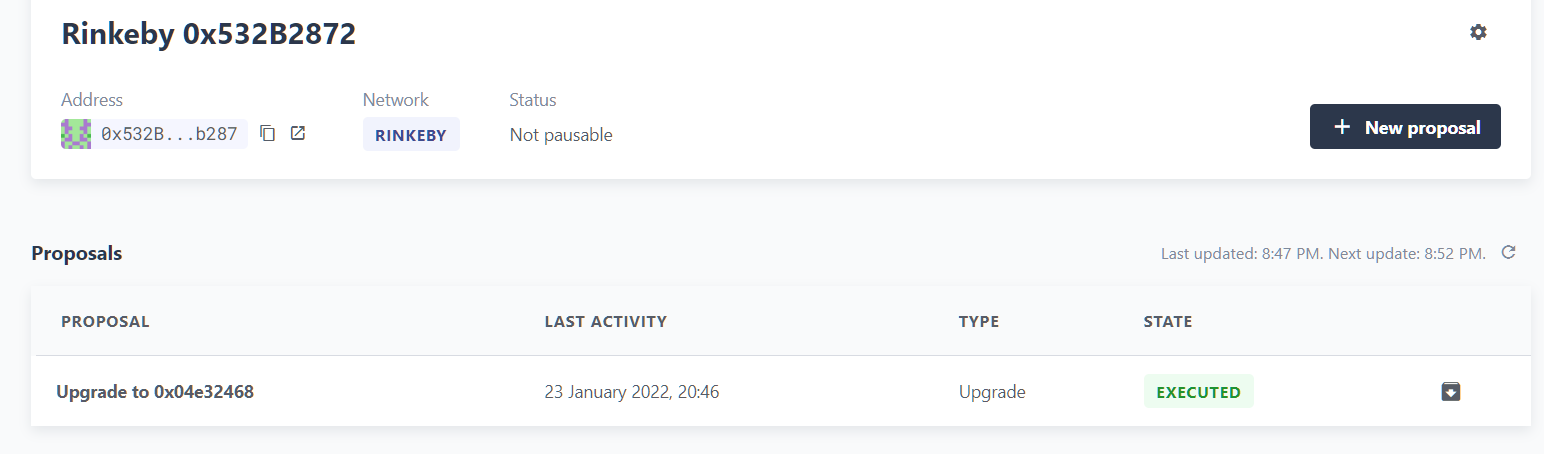 Rinkeby 0x532B2872
Address Network Status
0x532B...b287 RINKEBY Not pausable
+ New proposal
Proposals Last updated: 8:47 PM. Next update: 8:52 PM.
PROPOSAL LAST ACTIVITY TYPE STATE
Upgrade to 0x04e32468 23 January 2022, 20:46 Upgrade EXECUTED